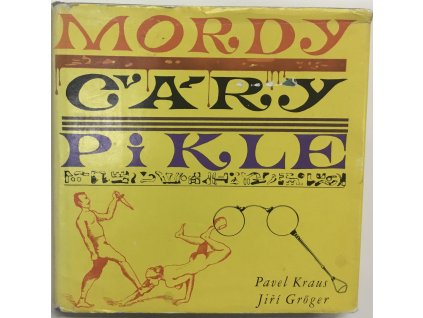 MORDY
ČÁRY
PiKLE
Pavel Kraus
Jiří Gröger